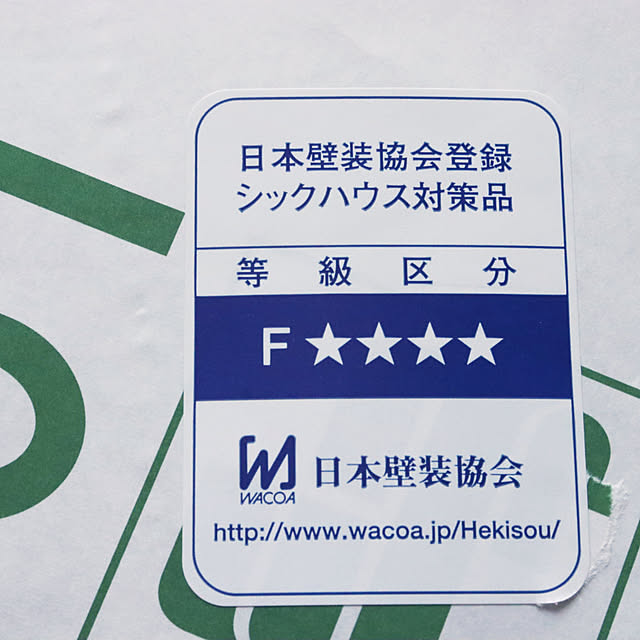 日本壁装協会登録
シックハウス対策品
等級区分
F★★★★
WACOA
日本壁装協会
http://www.wacoa.jp/Hekisou/